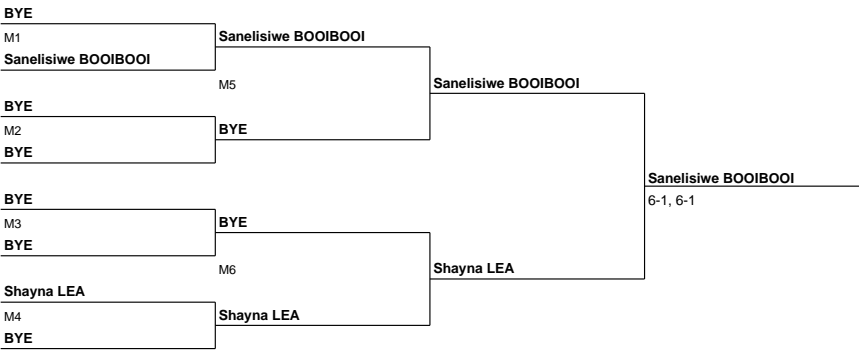 BYE
M1
Sanelisiwe BOOIBOOI
Sanelisiwe BOOIBOOI
M5
Sanelisiwe BOOIBOOI
BYE
M2
BYE
BYE
Sanelisiwe BOOIBOOI
6-1, 6-1
BYE
M3
BYE
BYE
M6
Shayna LEA
Shayna LEA
M4
Shayna LEA
BYE